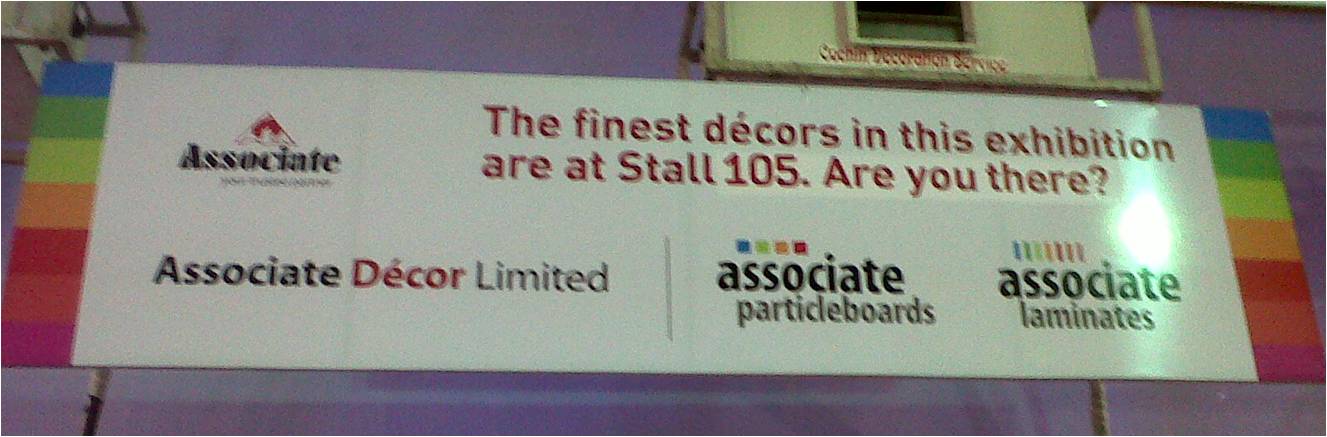 Cochin Decoration Service
The finest décors in this exhibition
are at Stall 105. Are you there?
Associate
Associate Décor Limited
associate
particleboards
associate
laminates